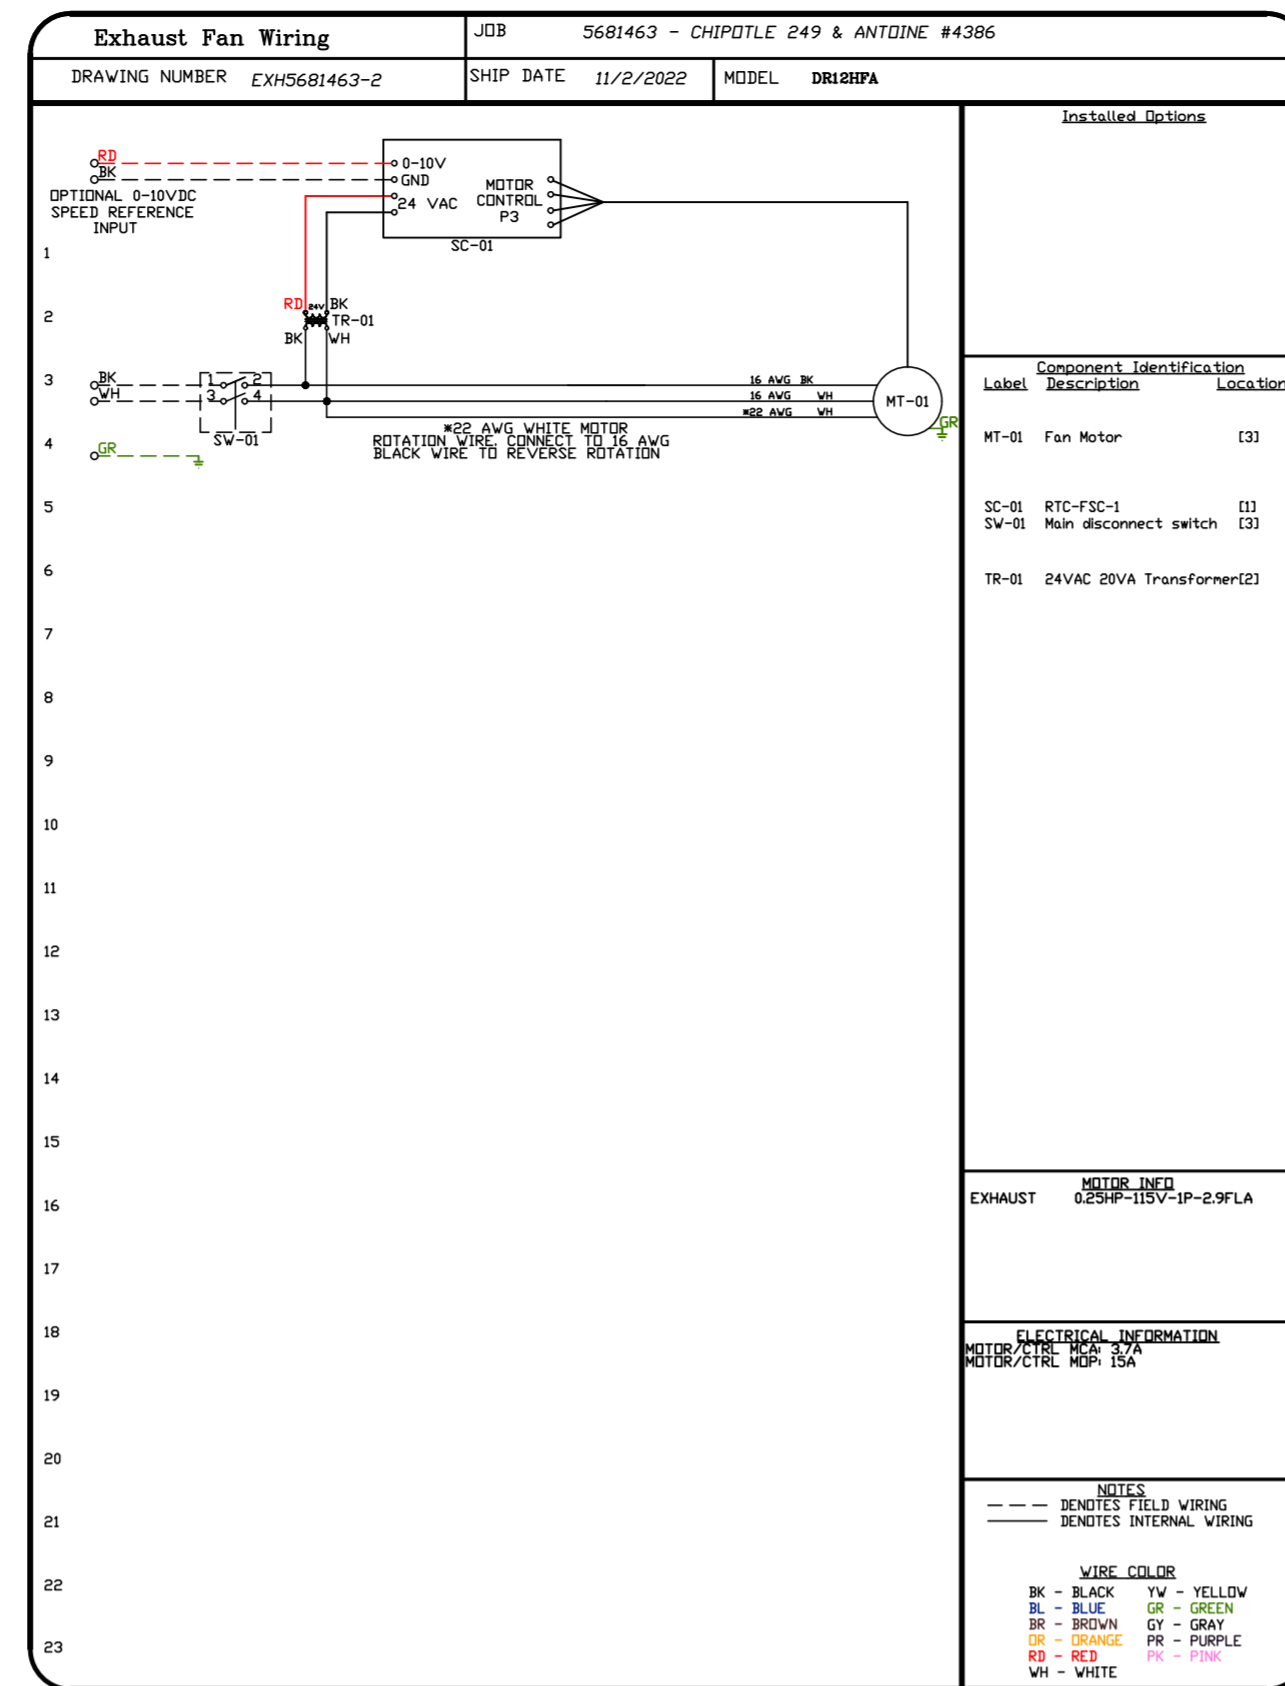 Exhaust Fan Wiring
JOB 5681463 - CHIPOTLE 249 & ANTOINE #4386
DRAWING NUMBER EXH5681463-2
SHIP DATE 11/2/2022
MODEL DR12HFA
RD
BK
OPTIONAL 0-10VDC
SPEED REFERENCE
INPUT
0-10V
GND
24 VAC
MOTOR
CONTROL
P3
SC-01
RD 24V BK
TR-01
BK WH
BK
WH
1 2
3 4
SW-01
GR
16 AWG BK
16 AWG WH
*22 AWG WH
MT-01
GR
*22 AWG WHITE MOTOR
ROTATION WIRE. CONNECT TO 16 AWG
BLACK WIRE TO REVERSE ROTATION
1
2
3
4
5
6
7
8
9
10
11
12
13
14
15
16
17
18
19
20
21
22
23
Installed Options
Component Identification
Label Description Location
MT-01 Fan Motor [3]
SC-01 RTC-FSC-1 [1]
SW-01 Main disconnect switch [3]
TR-01 24VAC 20VA Transformer[2]
MOTOR INFO
EXHAUST 0.25HP-115V-1P-2.9FLA
ELECTRICAL INFORMATION
MOTOR/CTRL MCA: 3.7A
MOTOR/CTRL MOP: 15A
NOTES
DENOTES FIELD WIRING
DENOTES INTERNAL WIRING
WIRE COLOR
BK - BLACK YW - YELLOW
BL - BLUE GR - GREEN
BR - BROWN GY - GRAY
OR - ORANGE PR - PURPLE
RD - RED PK - PINK
WH - WHITE